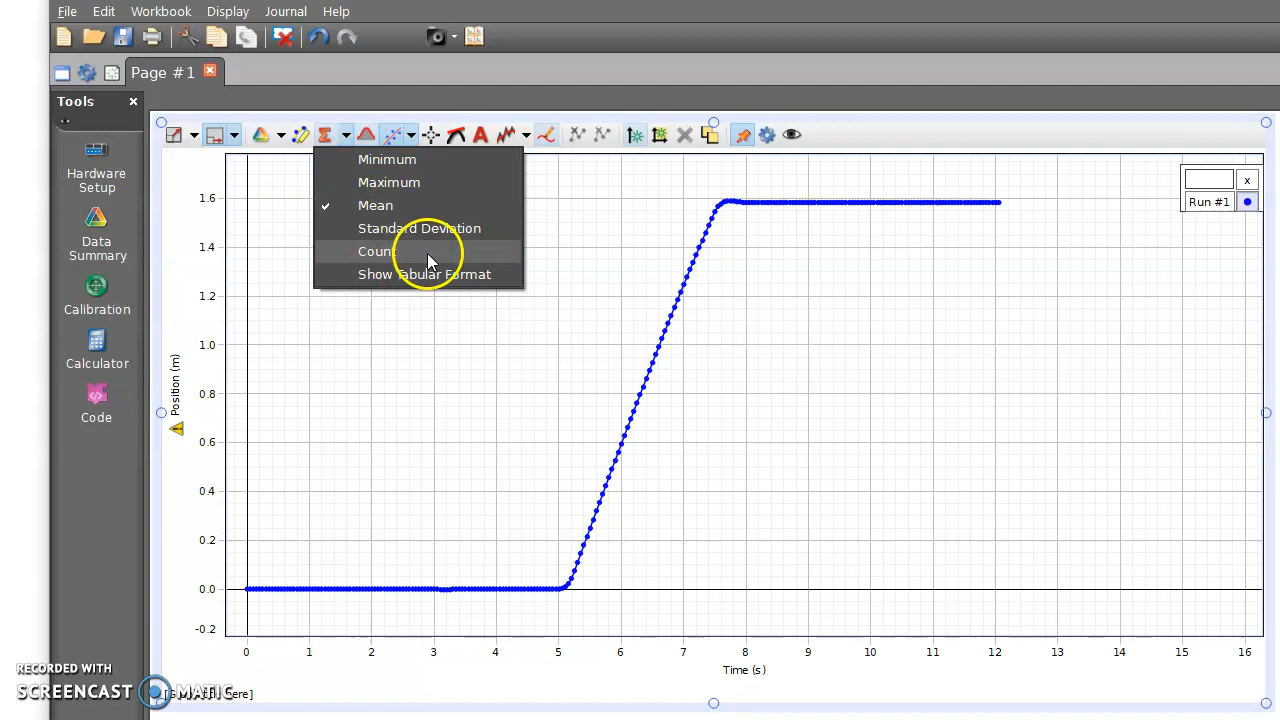 File Edit Workbook Display Journal Help
Page #1
Tools
Hardware
Setup
Data
Summary
Calibration
Calculator
Code
Minimum
Maximum
Mean
Standard Deviation
Count
Show Tabular Format
x
Run #1
Position (m)
1.6
1.4
1.2
1.0
0.8
0.6
0.4
0.2
0.0
-0.2
0 1 2 3 4 5 6 7 8 9 10 11 12 13 14 15 16
Time (s)
RECORDED WITH
SCREENCAST MATIC